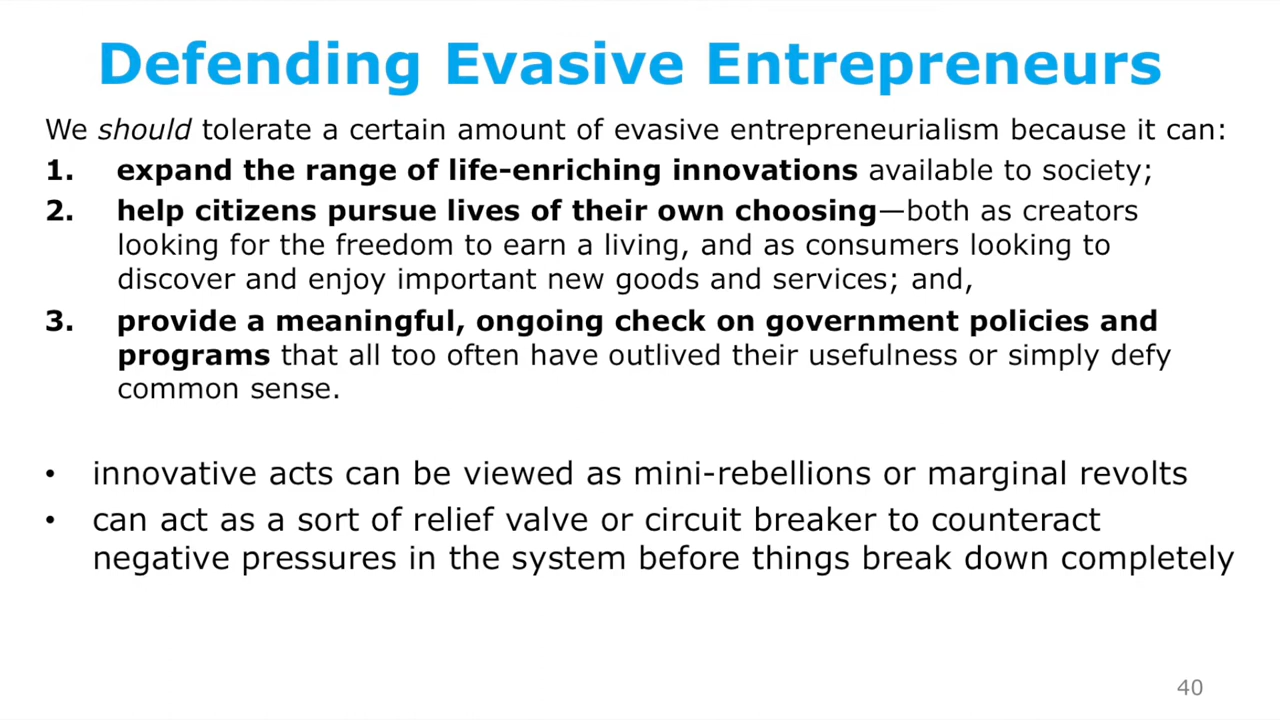 Defending Evasive Entrepreneurs
We should tolerate a certain amount of evasive entrepreneurialism because it can:
1. expand the range of life-enriching innovations available to society;
2. help citizens pursue lives of their own choosing—both as creators
looking for the freedom to earn a living, and as consumers looking to
discover and enjoy important new goods and services; and,
3. provide a meaningful, ongoing check on government policies and
programs that all too often have outlived their usefulness or simply defy
common sense.
• innovative acts can be viewed as mini-rebellions or marginal revolts
• can act as a sort of relief valve or circuit breaker to counteract
negative pressures in the system before things break down completely
40